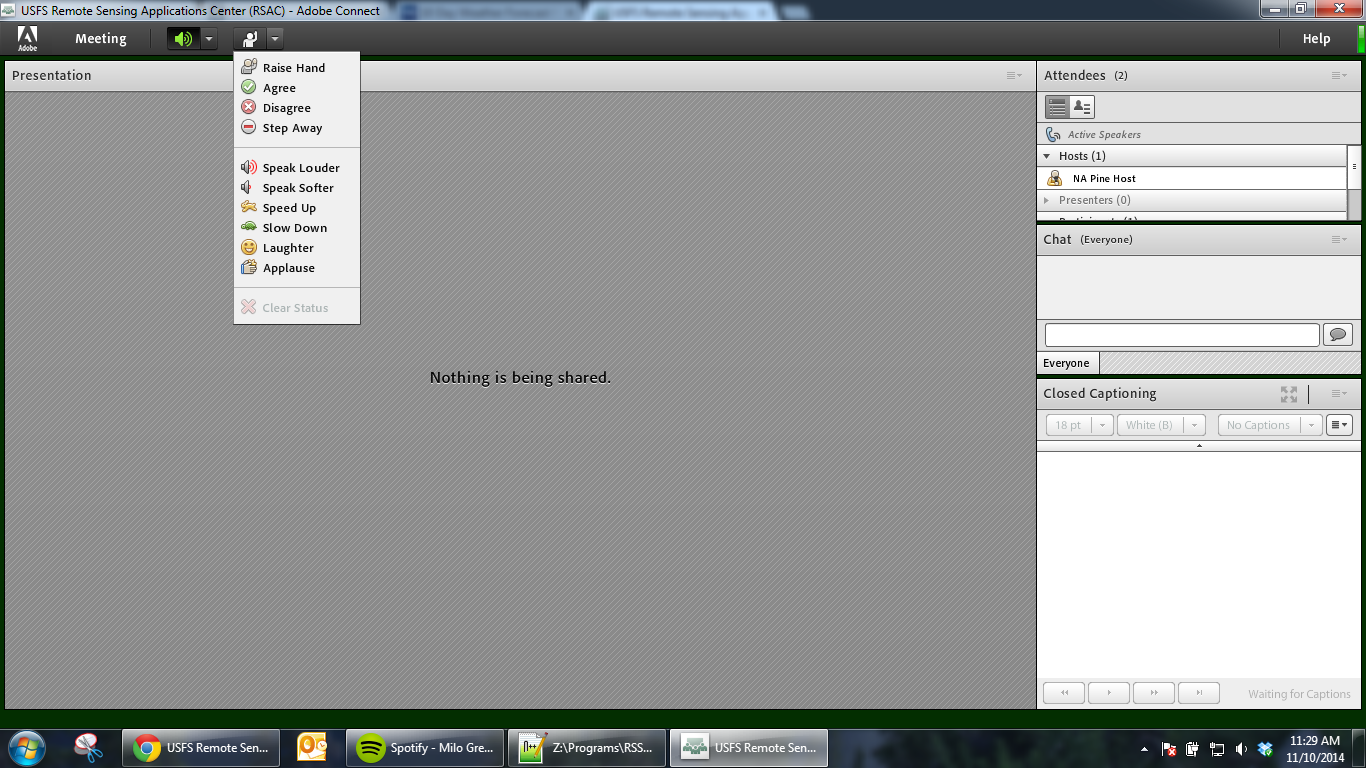 USFS Remote Sensing Applications Center (RSAC) - Adobe Connect
Adobe
Meeting
Help
Raise Hand
Agree
Disagree
Step Away
Speak Louder
Speak Softer
Speed Up
Slow Down
Laughter
Applause
Clear Status
Presentation
Nothing is being shared.
Attendees (2)
Active Speakers
Hosts (1)
NA Pine Host
Presenters (0)
Chat (Everyone)
Everyone
Closed Captioning
18 pt
White (B)
No Captions
Waiting for Captions
USFS Remote Sen...
Spotify - Milo Gre...
Z:\Programs\RSS...
USFS Remote Sen...
11:29 AM
11/10/2014